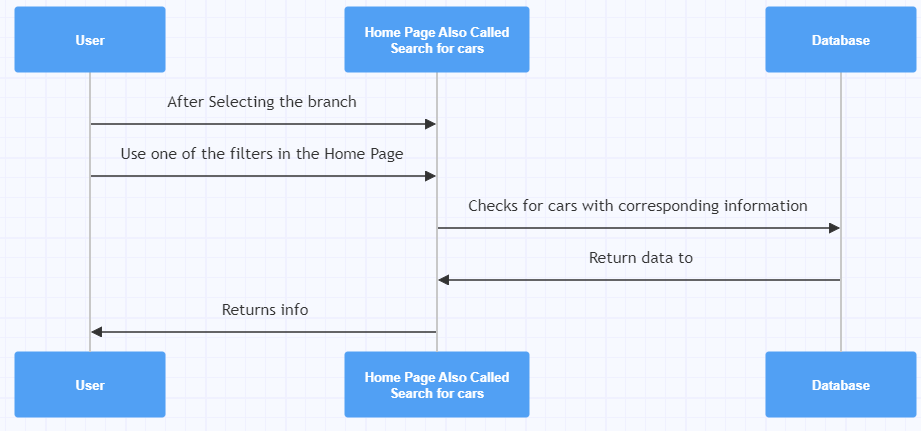 User
Home Page Also Called
Search for cars
Database
After Selecting the branch
Use one of the filters in the Home Page
Checks for cars with corresponding information
Return data to
Returns info
User
Home Page Also Called
Search for cars
Database